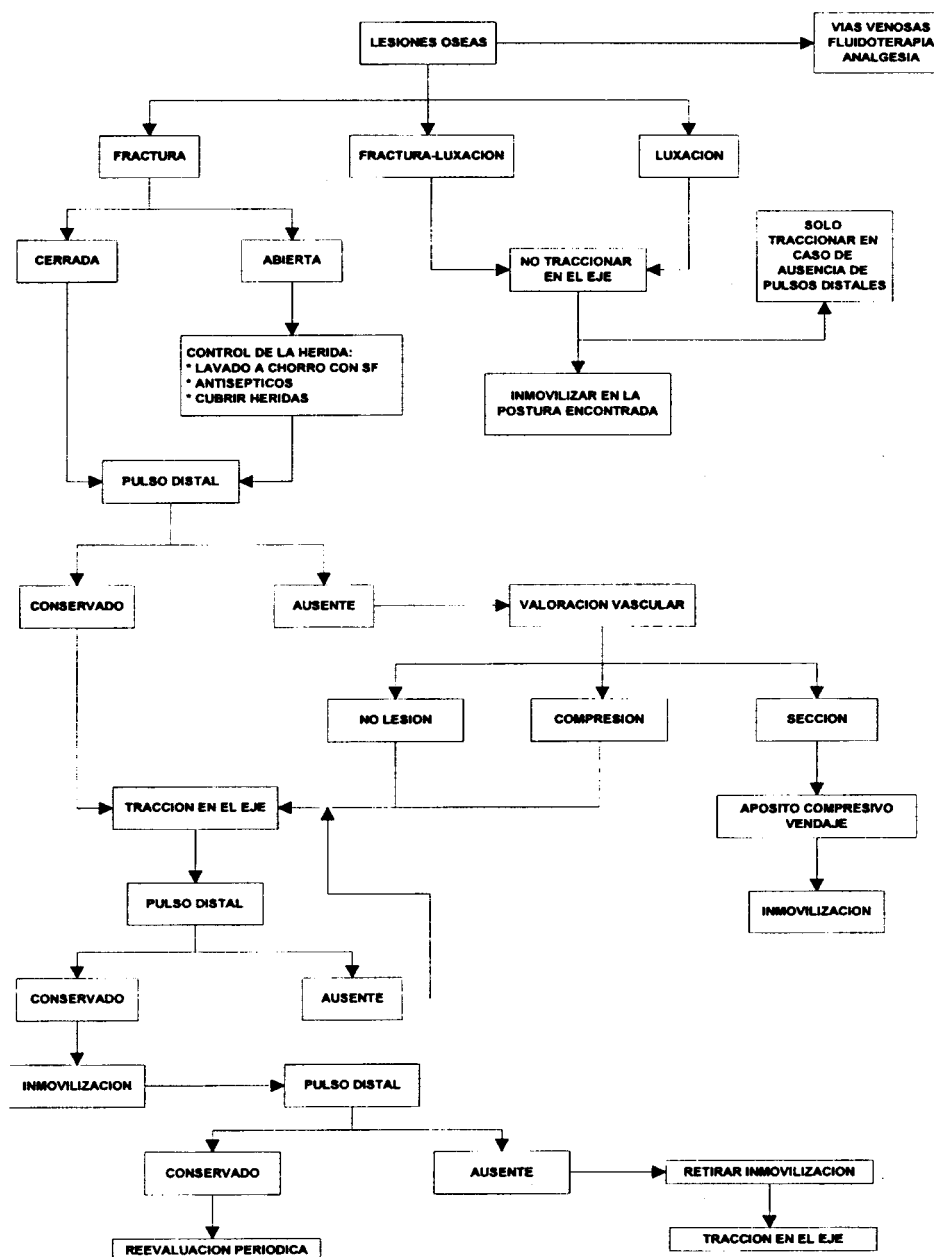 LESIONES OSEAS
VIAS VENOSAS
FLUIDOTERAPIA
ANALGESIA
FRACTURA
FRACTURA-LUXACION
LUXACION
CERRADA
ABIERTA
NO TRACCIONAR
EN EL EJE
SOLO
TRACCIONAR EN
CASO DE
AUSENCIA DE
PULSOS DISTALES
CONTROL DE LA HERIDA:
* LAVADO A CHORRO CON SF
* ANTISEPTICOS
* CUBRIR HERIDAS
INMOVILIZAR EN LA
POSTURA ENCONTRADA
PULSO DISTAL
CONSERVADO
AUSENTE
VALORACION VASCULAR
NO LESION
COMPRESION
SECCION
TRACCION EN EL EJE
APOSITO COMPRESIVO
VENDAJE
PULSO DISTAL
INMOVILIZACION
CONSERVADO
AUSENTE
INMOVILIZACION
PULSO DISTAL
CONSERVADO
AUSENTE
RETIRAR INMOVILIZACION
REEVALUACION PERIODICA
TRACCION EN EL EJE